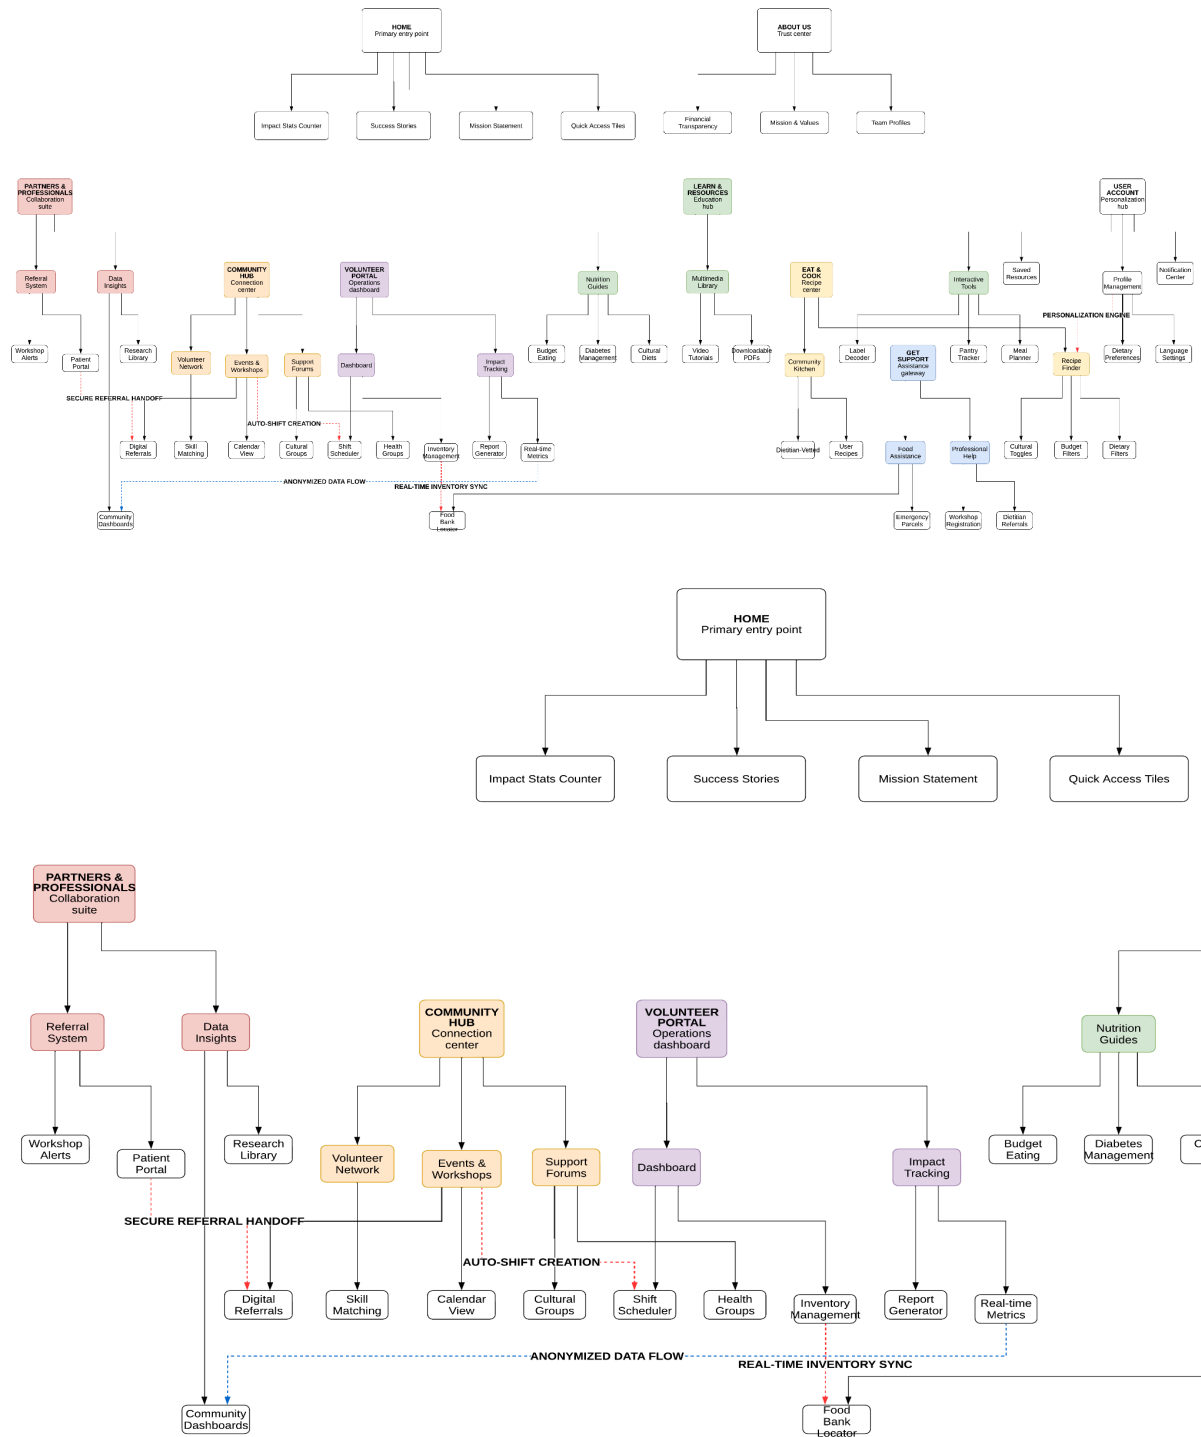 HOME
Primary entry point
ABOUT US
Trust center
Impact Stats Counter
Success Stories
Mission Statement
Quick Access Tiles
Financial
Transparency
Mission & Values
Team Profiles
PARTNERS &
PROFESSIONALS
Collaboration
suite
LEARN &
RESOURCES
Education
hub
USER
ACCOUNT
Personalization
hub
Referral
System
Data
Insights
COMMUNITY
HUB
Connection
center
VOLUNTEER
PORTAL
Operations
dashboard
Nutrition
Guides
Multimedia
Library
EAT &
COOK
Recipe
center
Interactive
Tools
Saved
Resources
Profile
Management
Notification
Center
PERSONALIZATION ENGINE
Workshop
Alerts
Patient
Portal
Research
Library
Volunteer
Network
Events &
Workshops
Support
Forums
Dashboard
Impact
Tracking
Budget
Eating
Diabetes
Management
Cultural
Diets
Video
Tutorials
Downloadable
PDFs
Community
Kitchen
Label
Decoder
GET
SUPPORT
Assistance
gateway
Pantry
Tracker
Meal
Planner
Recipe
Finder
Dietary
Preferences
Language
Settings
SECURE REFERRAL HANDOFF
AUTO-SHIFT CREATION
Digital
Referrals
Skill
Matching
Calendar
View
Cultural
Groups
Shift
Scheduler
Health
Groups
Inventory
Management
Report
Generator
Real-time
Metrics
Dietitian-Vetted
User
Recipes
Food
Assistance
Professional
Help
Cultural
Toggles
Budget
Filters
Dietary
Filters
ANONYMIZED DATA FLOW
REAL-TIME INVENTORY SYNC
Community
Dashboards
Food
Bank
Locator
Emergency
Parcels
Workshop
Registration
Dietitian
Referrals
HOME
Primary entry point
Impact Stats Counter
Success Stories
Mission Statement
Quick Access Tiles
PARTNERS &
PROFESSIONALS
Collaboration
suite
Referral
System
Data
Insights
COMMUNITY
HUB
Connection
center
VOLUNTEER
PORTAL
Operations
dashboard
Nutrition
Guides
Workshop
Alerts
Patient
Portal
Research
Library
Volunteer
Network
Events &
Workshops
Support
Forums
Dashboard
Impact
Tracking
Budget
Eating
Diabetes
Management
SECURE REFERRAL HANDOFF
AUTO-SHIFT CREATION
Digital
Referrals
Skill
Matching
Calendar
View
Cultural
Groups
Shift
Scheduler
Health
Groups
Inventory
Management
Report
Generator
Real-time
Metrics
ANONYMIZED DATA FLOW
REAL-TIME INVENTORY SYNC
Community
Dashboards
Food
Bank
Locator